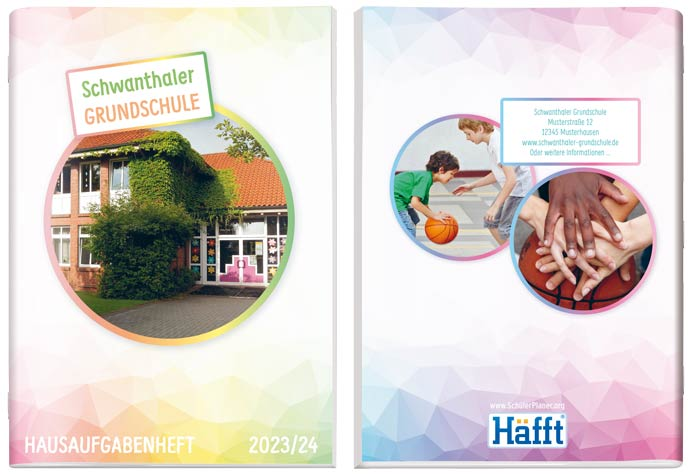 Schwanthaler
GRUNDSCHULE
HAUSAUFGABENHEFT 2023/24
Schwanthaler Grundschule
Musterstraße 12
12345 Musterhausen
www.schwanthaler-grundschule.de
Oder weitere Informationen ...
www.SchülerPlaner.org
Häfft